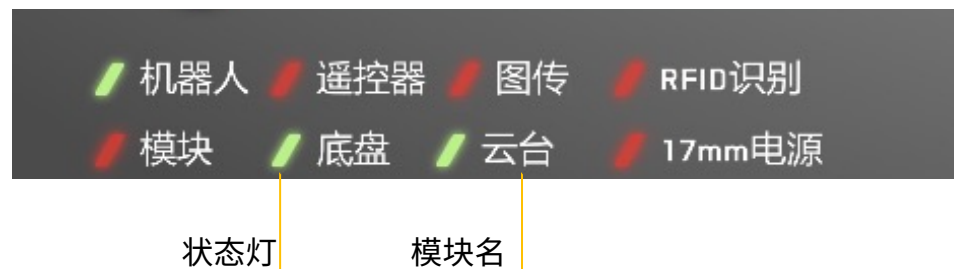 机器人 遥控器 图传 RFID识别
模块 底盘 云台 17mm电源
状态灯 模块名